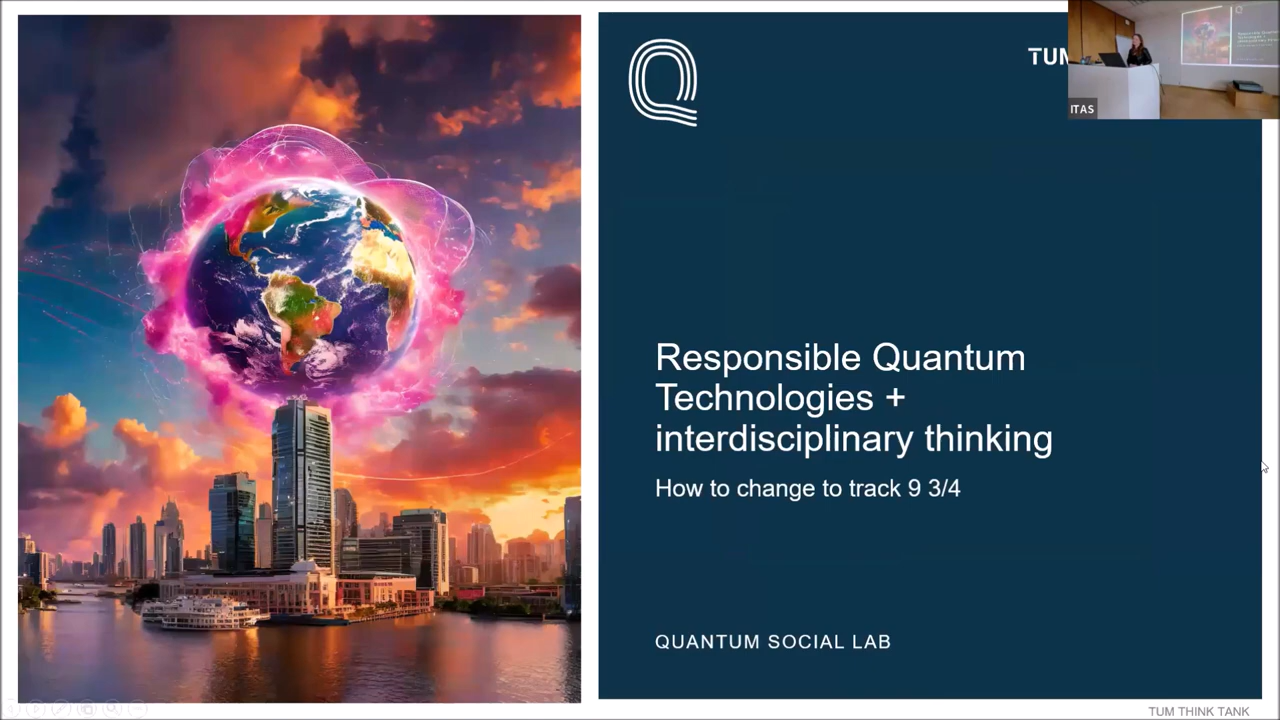 TUM
ITAS
Responsible Quantum
Technologies +
interdisciplinary thinking
How to change to track 9 3/4
QUANTUM SOCIAL LAB
TUM THINK TANK